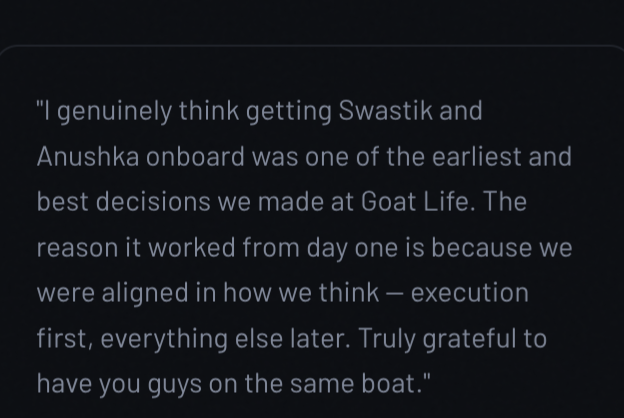 "I genuinely think getting Swastik and
Anushka onboard was one of the earliest and
best decisions we made at Goat Life. The
reason it worked from day one is because we
were aligned in how we think — execution
first, everything else later. Truly grateful to
have you guys on the same boat."